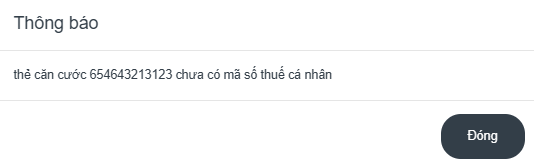 Thông báo
thẻ căn cước 654643213123 chưa có mã số thuế cá nhân
Đóng